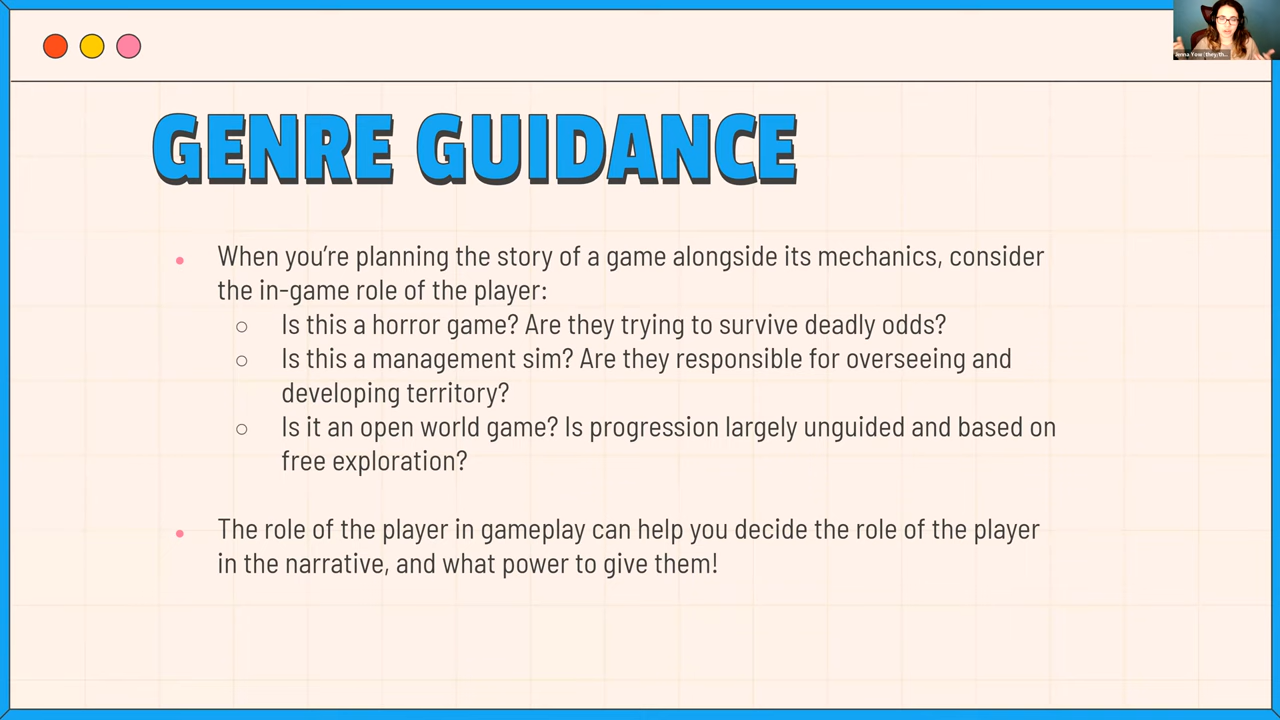 Jenna Yow (they/th...
GENRE GUIDANCE
• When you're planning the story of a game alongside its mechanics, consider
the in-game role of the player:
○ Is this a horror game? Are they trying to survive deadly odds?
○ Is this a management sim? Are they responsible for overseeing and
developing territory?
○ Is it an open world game? Is progression largely unguided and based on
free exploration?
• The role of the player in gameplay can help you decide the role of the player
in the narrative, and what power to give them!